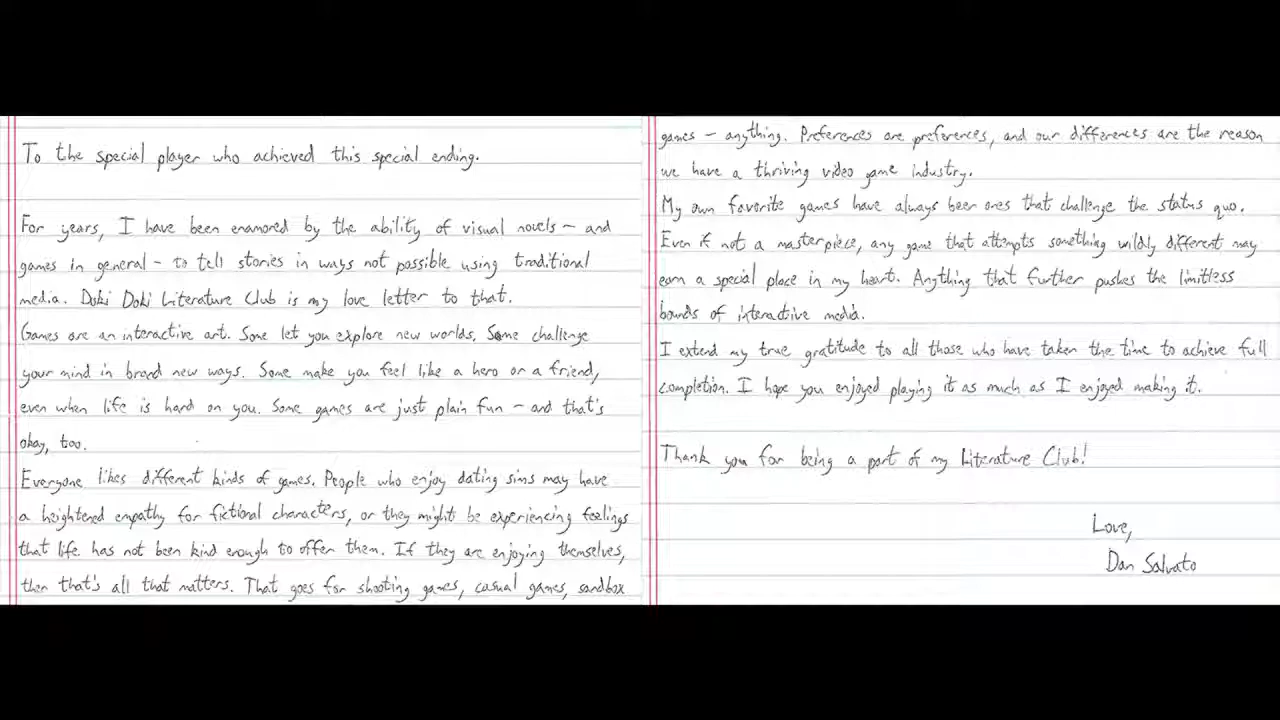 To the special player who achieved this special ending.
For years, I have been enamored by the ability of visual novels – and
games in general – to tell stories in ways not possible using traditional
media. Doki Doki Literature Club is my love letter to that.
Games are an interactive art. Some let you explore new worlds. Some challenge
your mind in brand new ways. Some make you feel like a hero or a friend,
even when life is hard on you. Some games are just plain fun – and that's
okay, too.
Everyone likes different kinds of games. People who enjoy dating sims may have
a heightened empathy for fictional characters, or they might be experiencing feelings
that life has not been kind enough to offer them. If they are enjoying themselves,
then that's all that matters. That goes for shooting games, casual games, sandbox
games – anything. Preferences are preferences, and our differences are the reason
we have a thriving video game industry.
My own favorite games have always been ones that challenge the status quo.
Even if not a masterpiece, any game that attempts something wildly different may
earn a special place in my heart. Anything that further pushes the limitless
bounds of interactive media.
I extend my true gratitude to all those who have taken the time to achieve full
completion. I hope you enjoyed playing it as much as I enjoyed making it.
Thank you for being a part of my Literature Club!
Love,
Dan Salvato